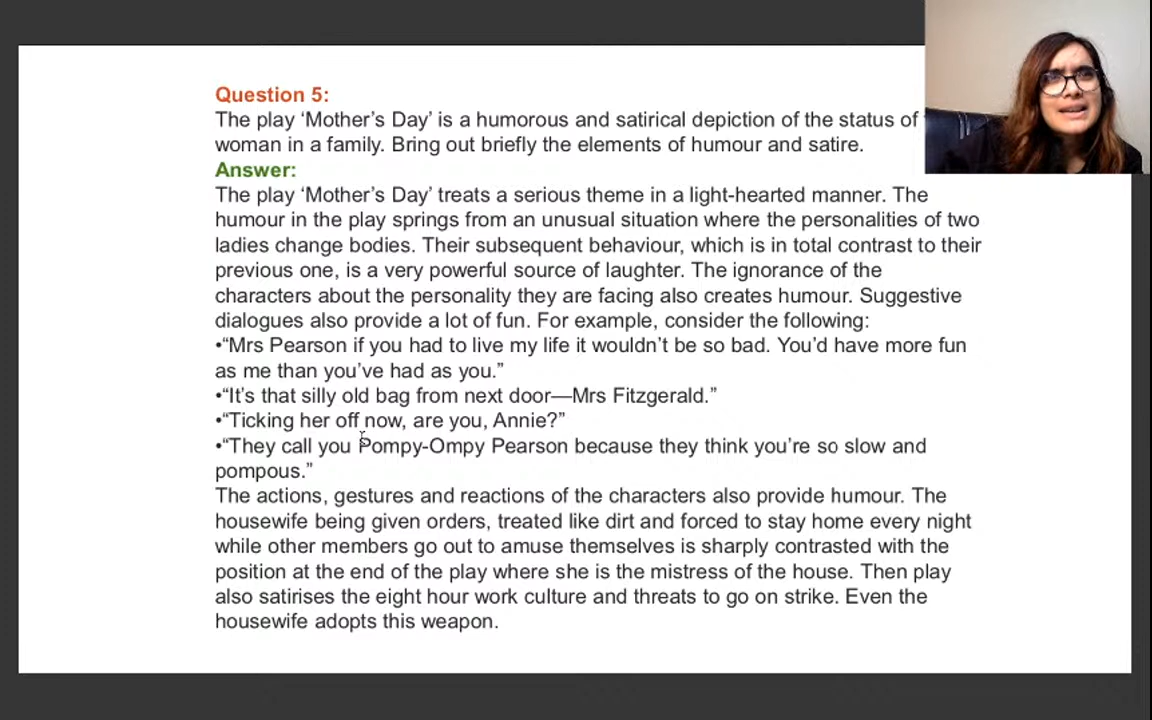 Question 5:
The play ‘Mother’s Day’ is a humorous and satirical depiction of the status of
woman in a family. Bring out briefly the elements of humour and satire.
Answer:
The play ‘Mother’s Day’ treats a serious theme in a light-hearted manner. The
humour in the play springs from an unusual situation where the personalities of two
ladies change bodies. Their subsequent behaviour, which is in total contrast to their
previous one, is a very powerful source of laughter. The ignorance of the
characters about the personality they are facing also creates humour. Suggestive
dialogues also provide a lot of fun. For example, consider the following:
•“Mrs Pearson if you had to live my life it wouldn’t be so bad. You’d have more fun
as me than you’ve had as you.”
•“It’s that silly old bag from next door—Mrs Fitzgerald.”
•“Ticking her off now, are you, Annie?”
•“They call you Pompy-Ompy Pearson because they think you’re so slow and
pompous.”
The actions, gestures and reactions of the characters also provide humour. The
housewife being given orders, treated like dirt and forced to stay home every night
while other members go out to amuse themselves is sharply contrasted with the
position at the end of the play where she is the mistress of the house. Then play
also satirises the eight hour work culture and threats to go on strike. Even the
housewife adopts this weapon.